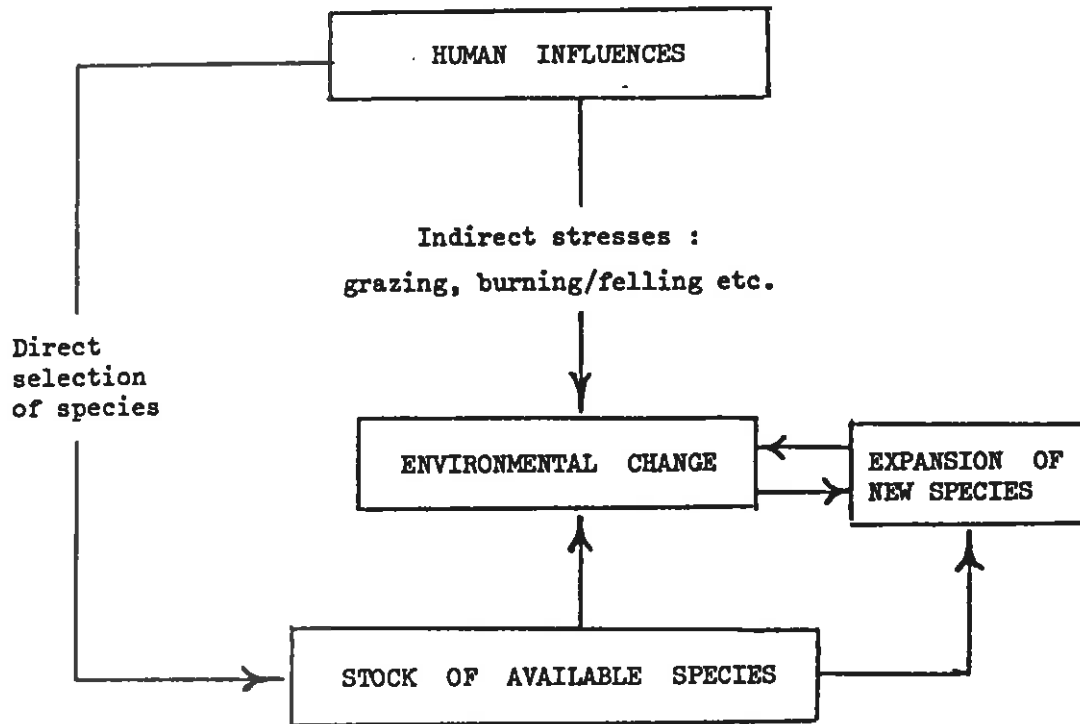 HUMAN INFLUENCES
Indirect stresses :
grazing, burning/felling etc.
Direct
selection
of species
ENVIRONMENTAL CHANGE
EXPANSION OF
NEW SPECIES
STOCK OF AVAILABLE SPECIES